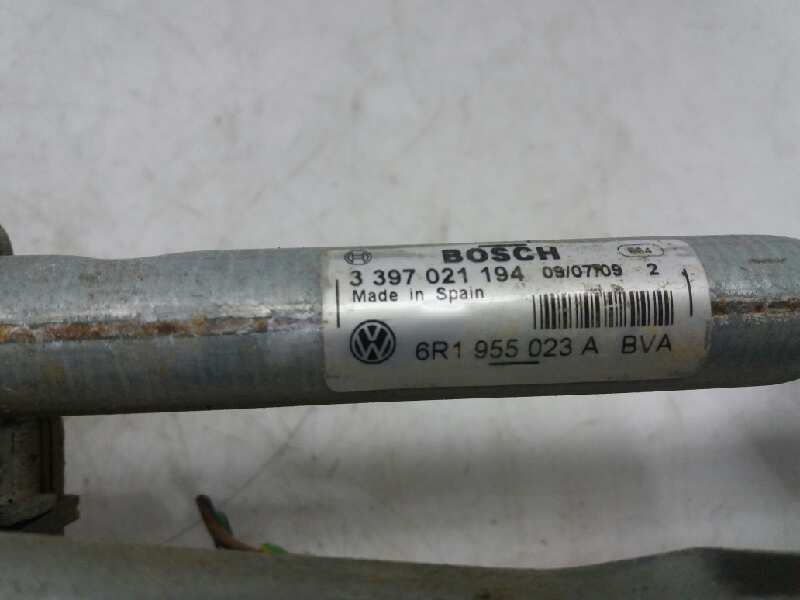 BOSCH
3 397 021 194 09/07/09 2
Made in Spain
6R1 955 023 A BVA